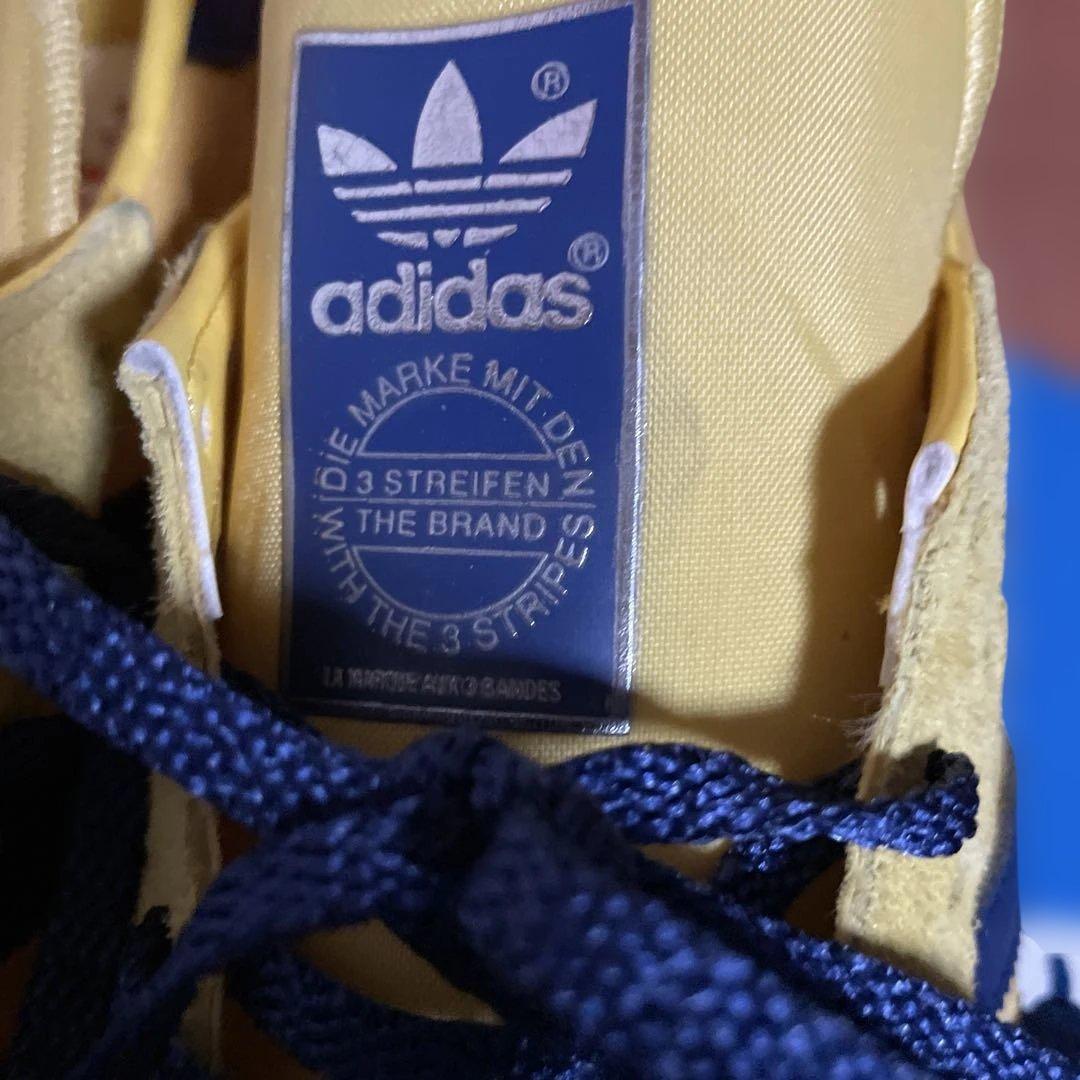 ®
adidas®
DIE MARKE MIT DEN
3 STREIFEN
THE BRAND
WITH THE 3 STRIPES
LA MARQUE AUX 3 BANDES